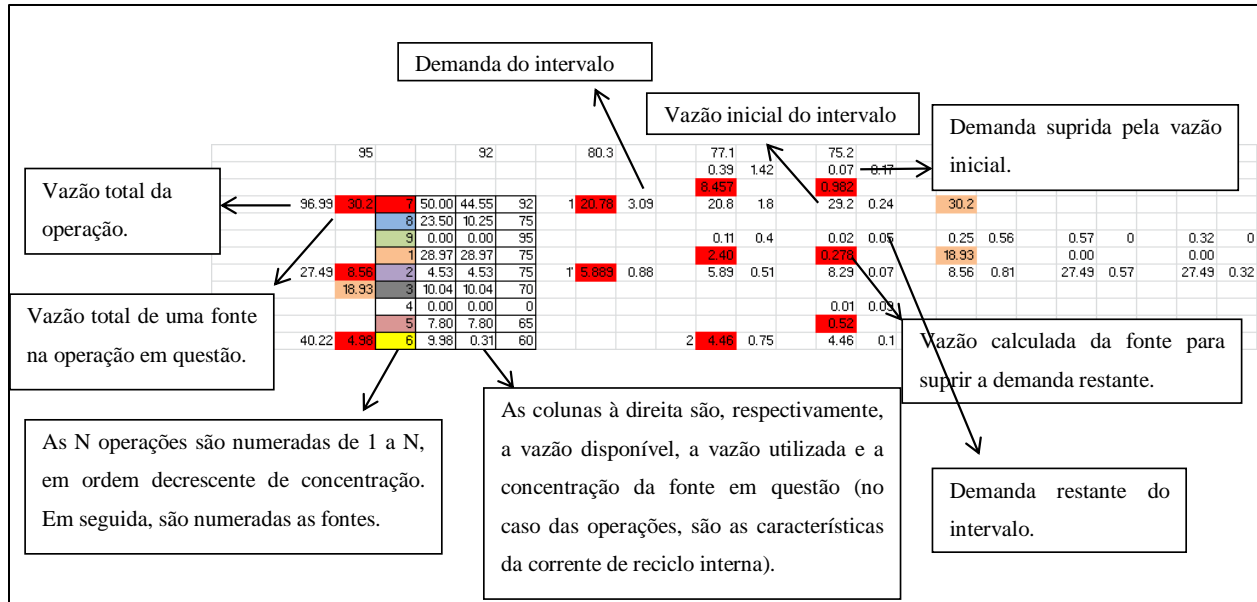 Demanda do intervalo
Vazão inicial do intervalo
Demanda suprida pela vazão
inicial.
Vazão total da
operação.
95 92 80.3 77.1 75.2
0.39 1.42 0.07 0.17
8.457 0.982
96.99 30.2 7 50.00 44.55 92 1 20.78 3.09 20.8 1.8 29.2 0.24 30.2
8 23.50 10.25 75
9 0.00 0.00 95 0.11 0.4 0.02 0.05 0.25 0.56 0.57 0 0.32 0
1 28.97 28.97 75 2.40 0.278 18.93 0.00 0.00
27.49 8.56 2 4.53 4.53 75 1 5.889 0.88 5.89 0.51 8.29 0.07 8.56 0.81 27.49 0.57 27.49 0.32
18.93 3 10.04 10.04 70
4 0.00 0.00 0 0.01 0.09
5 7.80 7.80 65 0.52
40.22 4.98 6 9.98 0.31 60 2 4.46 0.75 4.46 0.1
Vazão total de uma fonte
na operação em questão.
Vazão calculada da fonte para
suprir a demanda restante.
As N operações são numeradas de 1 a N,
em ordem decrescente de concentração.
Em seguida, são numeradas as fontes.
As colunas à direita são, respectivamente,
a vazão disponível, a vazão utilizada e a
concentração da fonte em questão (no
caso das operações, são as características
da corrente de reciclo interna).
Demanda restante do
intervalo.